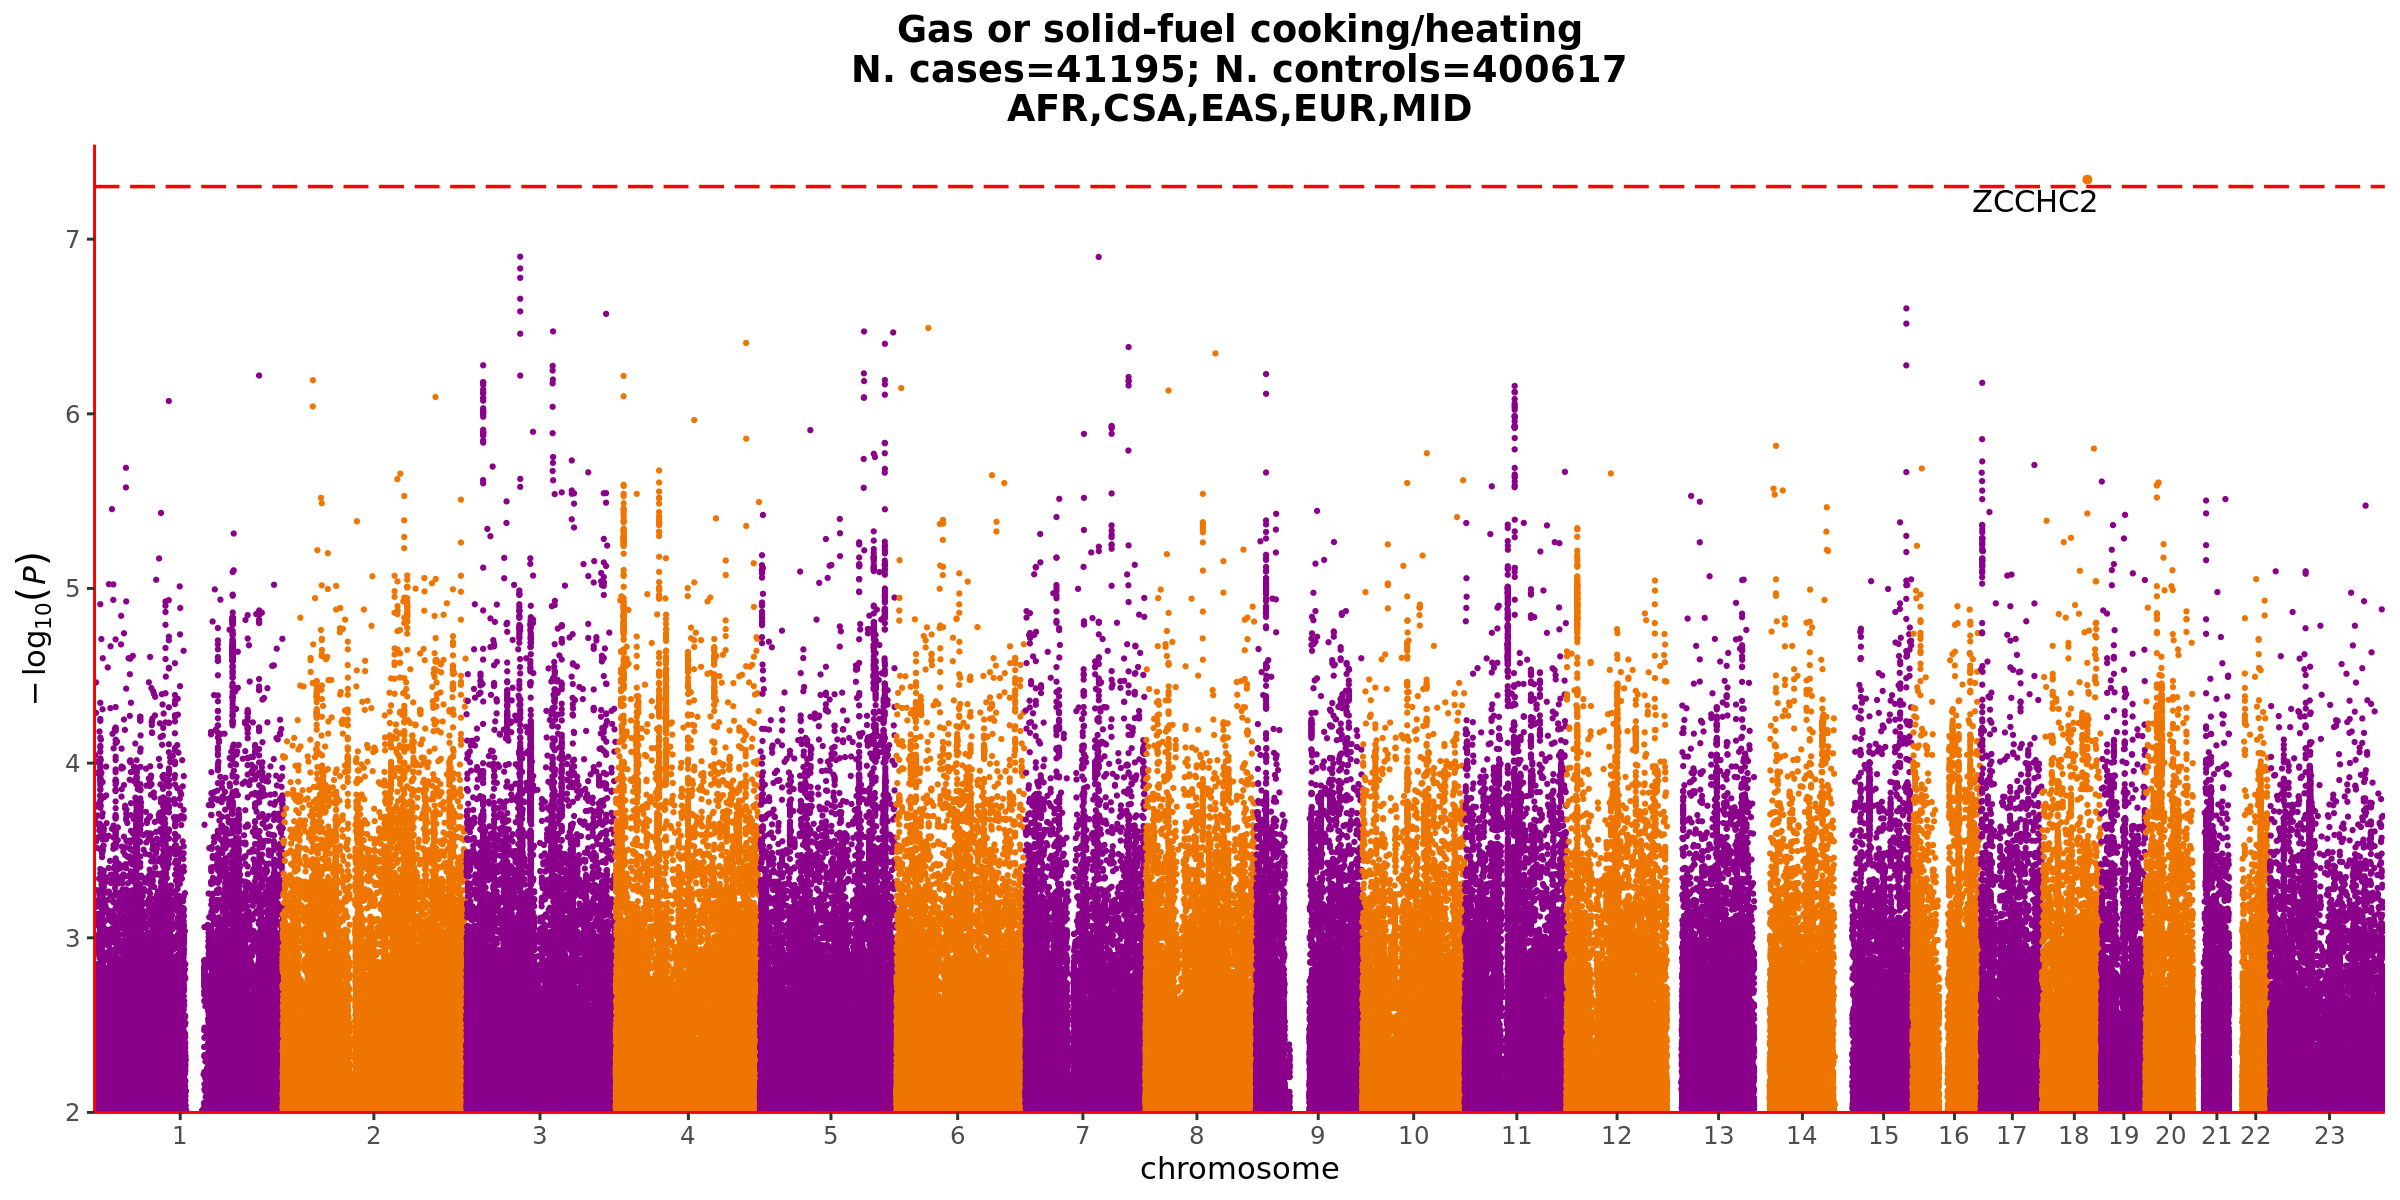 Gas or solid-fuel cooking/heating
N. cases=41195; N. controls=400617
AFR,CSA,EAS,EUR,MID
ZCCHC2
7
6
5
4
3
2
−log10(P)
1 2 3 4 5 6 7 8 9 10 11 12 13 14 15 16 17 18 19 20 21 22 23
chromosome